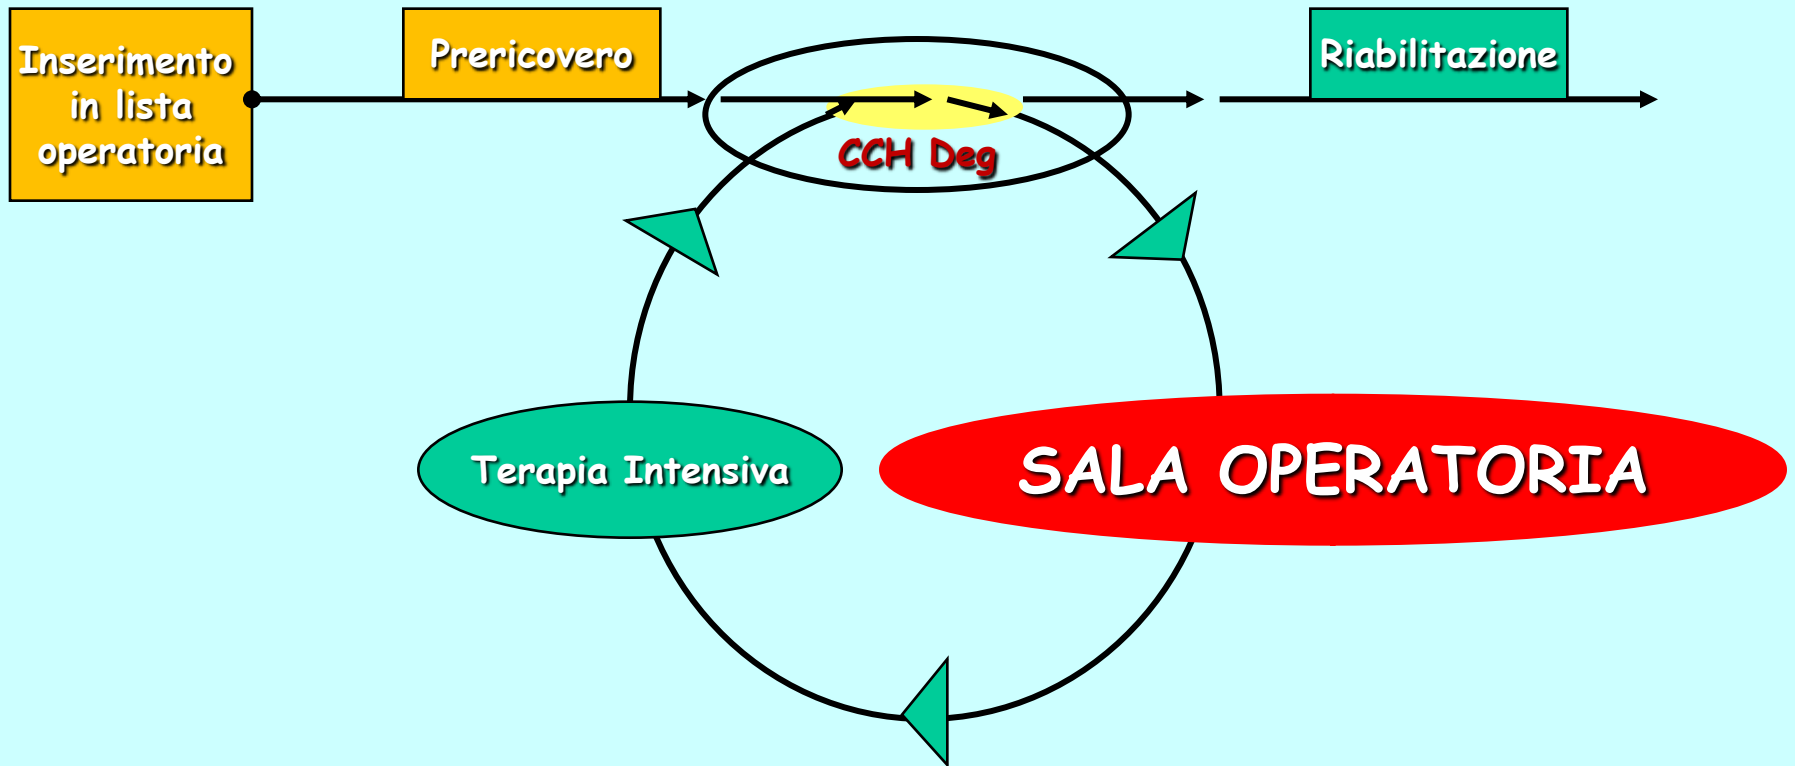 Inserimento
in lista
operatoria
Prericovero
CCH Deg
Riabilitazione
Terapia Intensiva
SALA OPERATORIA